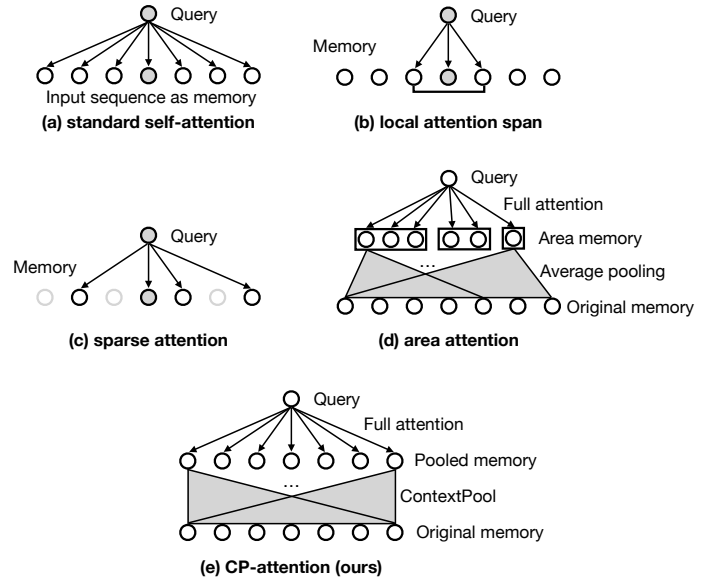 Query
Input sequence as memory
(a) standard self-attention
Query
Memory
(b) local attention span
Query
Memory
(c) sparse attention
Query
Full attention
Area memory
...
Average pooling
Original memory
(d) area attention
Query
Full attention
Pooled memory
...
ContextPool
Original memory
(e) CP-attention (ours)